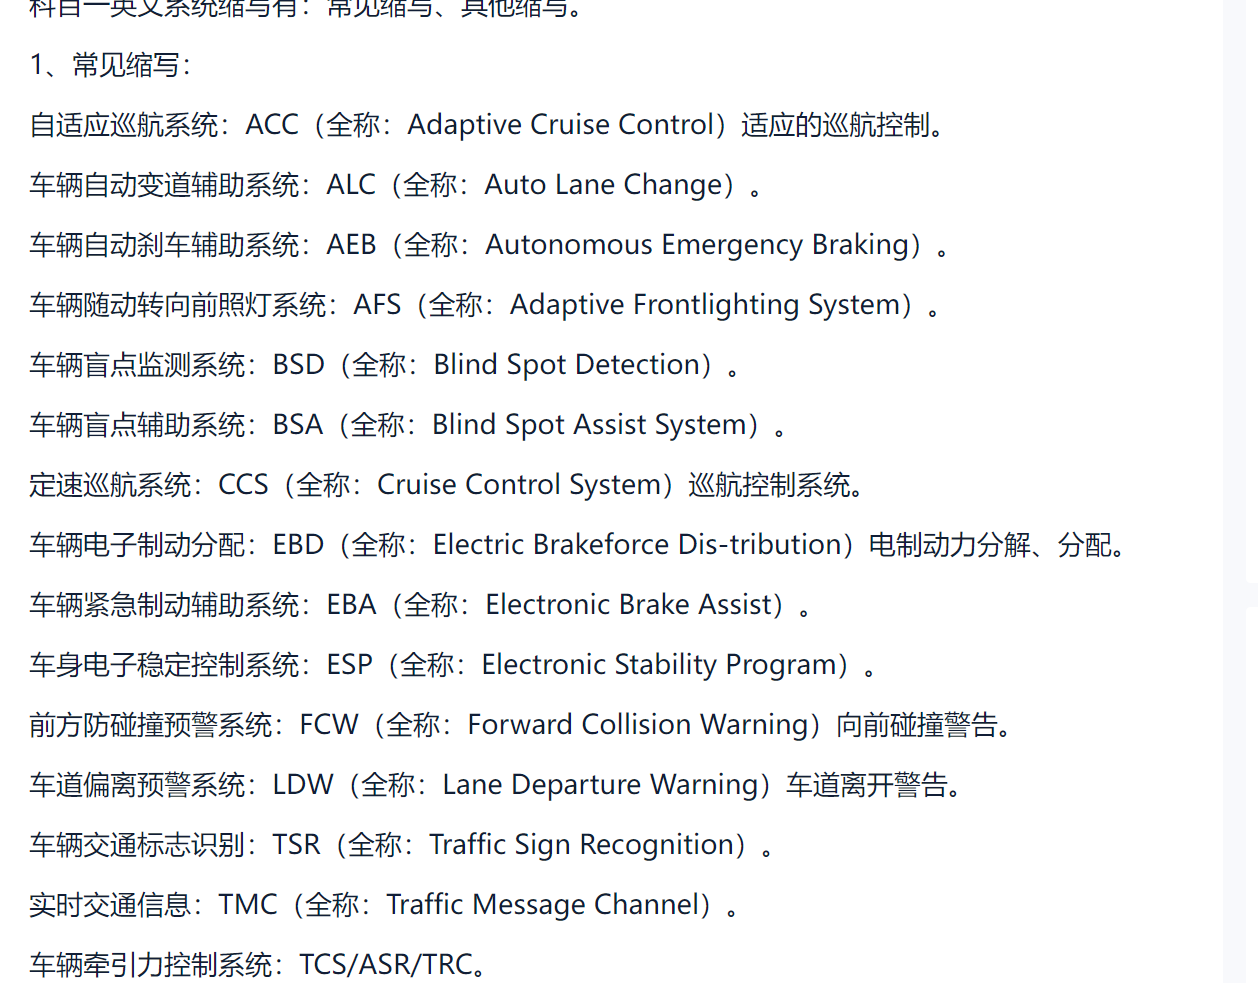 科目一英文系统缩写有：常见缩写、其他缩写。
1、常见缩写：
自适应巡航系统：ACC（全称：Adaptive Cruise Control）适应的巡航控制。
车辆自动变道辅助系统：ALC（全称：Auto Lane Change）。
车辆自动刹车辅助系统：AEB（全称：Autonomous Emergency Braking）。
车辆随动转向前照灯系统：AFS（全称：Adaptive Frontlighting System）。
车辆盲点监测系统：BSD（全称：Blind Spot Detection）。
车辆盲点辅助系统：BSA（全称：Blind Spot Assist System）。
定速巡航系统：CCS（全称：Cruise Control System）巡航控制系统。
车辆电子制动分配：EBD（全称：Electric Brakeforce Dis-tribution）电制动力分解、分配。
车辆紧急制动辅助系统：EBA（全称：Electronic Brake Assist）。
车身电子稳定控制系统：ESP（全称：Electronic Stability Program）。
前方防碰撞预警系统：FCW（全称：Forward Collision Warning）向前碰撞警告。
车道偏离预警系统：LDW（全称：Lane Departure Warning）车道离开警告。
车辆交通标志识别：TSR（全称：Traffic Sign Recognition）。
实时交通信息：TMC（全称：Traffic Message Channel）。
车辆牵引力控制系统：TCS/ASR/TRC。